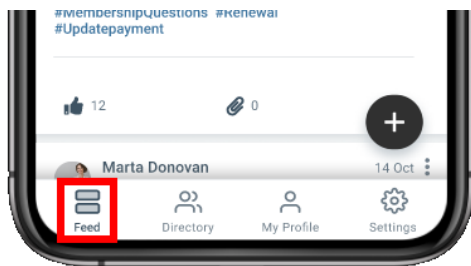 #MembershipQuestions #Renewal
#Updatepayment
12
0
Marta Donovan
14 Oct
Feed
Directory
My Profile
Settings